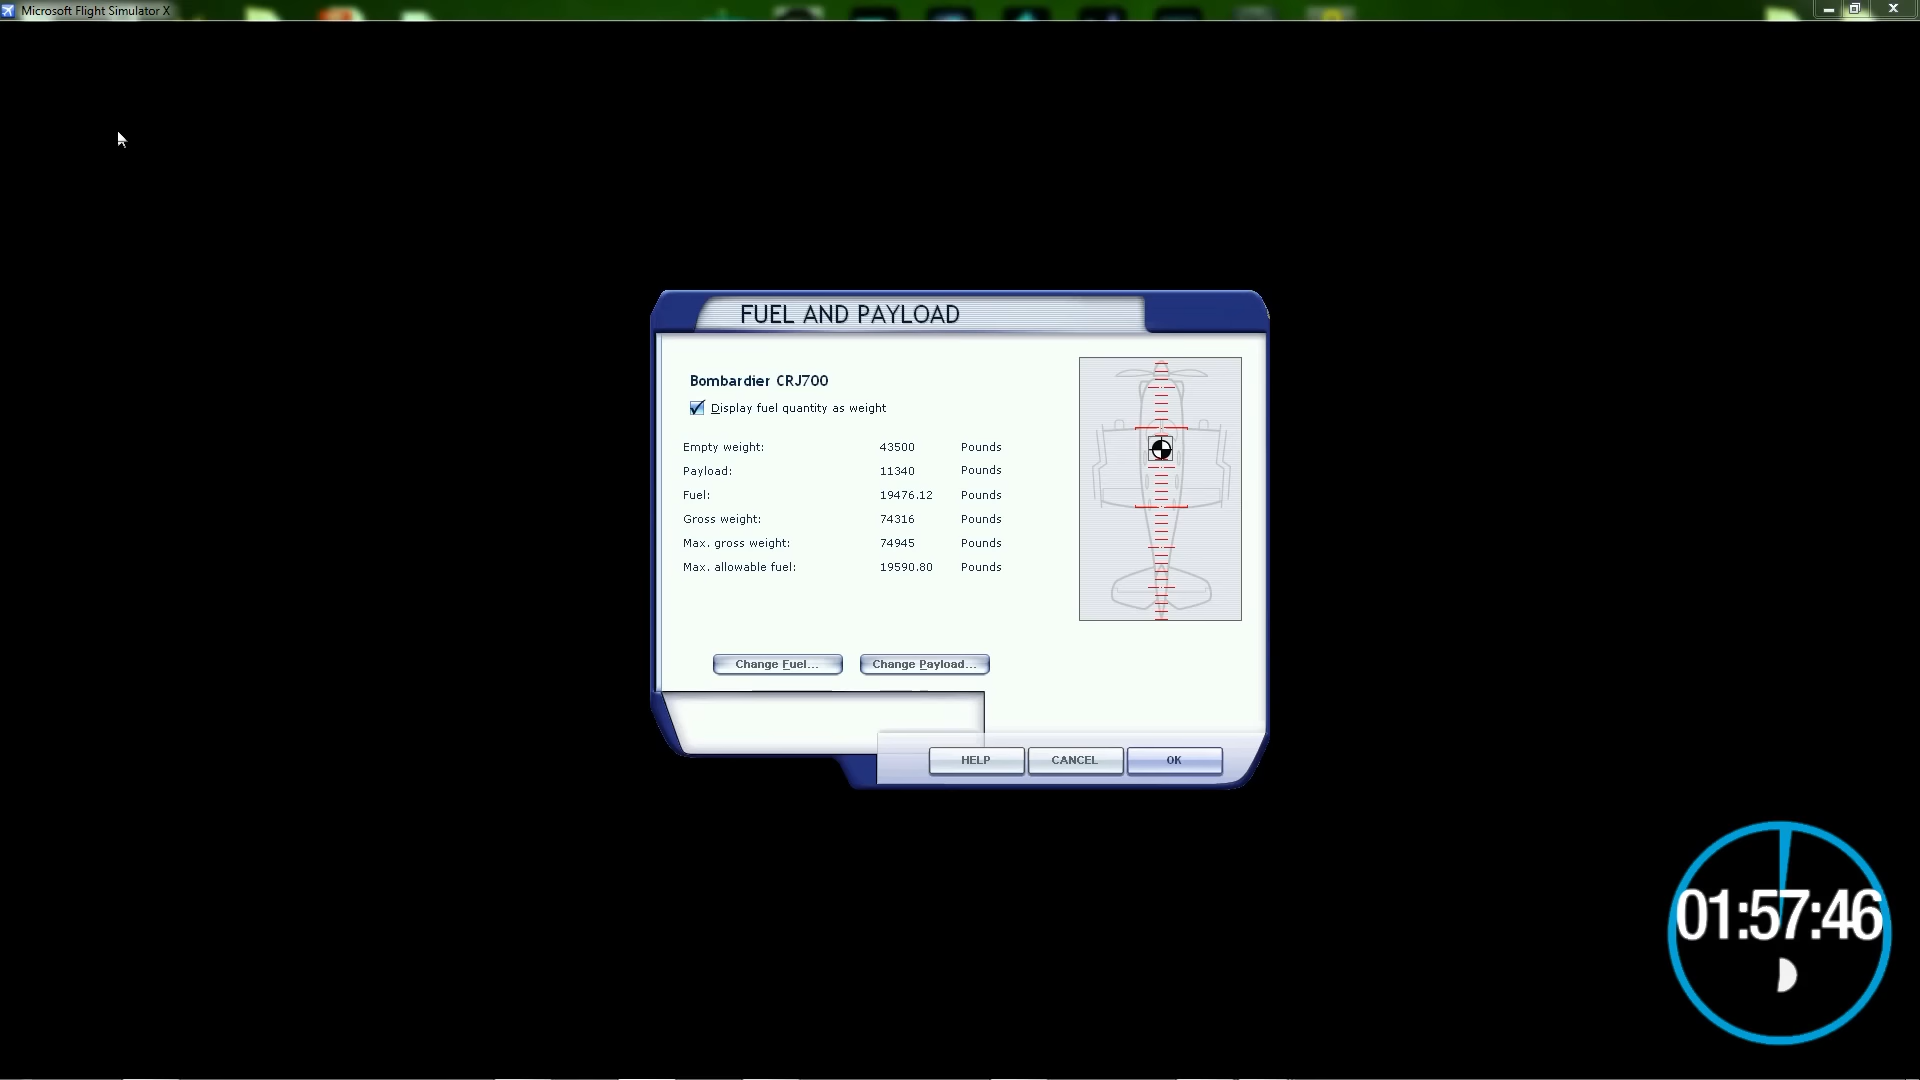 Microsoft Flight Simulator X
FUEL AND PAYLOAD
Bombardier CRJ700
Display fuel quantity as weight
Empty weight: 43500 Pounds
Payload: 11340 Pounds
Fuel: 19476.12 Pounds
Gross weight: 74316 Pounds
Max. gross weight: 74945 Pounds
Max. allowable fuel: 19590.80 Pounds
Change Fuel... Change Payload...
HELP CANCEL OK
01:57:46